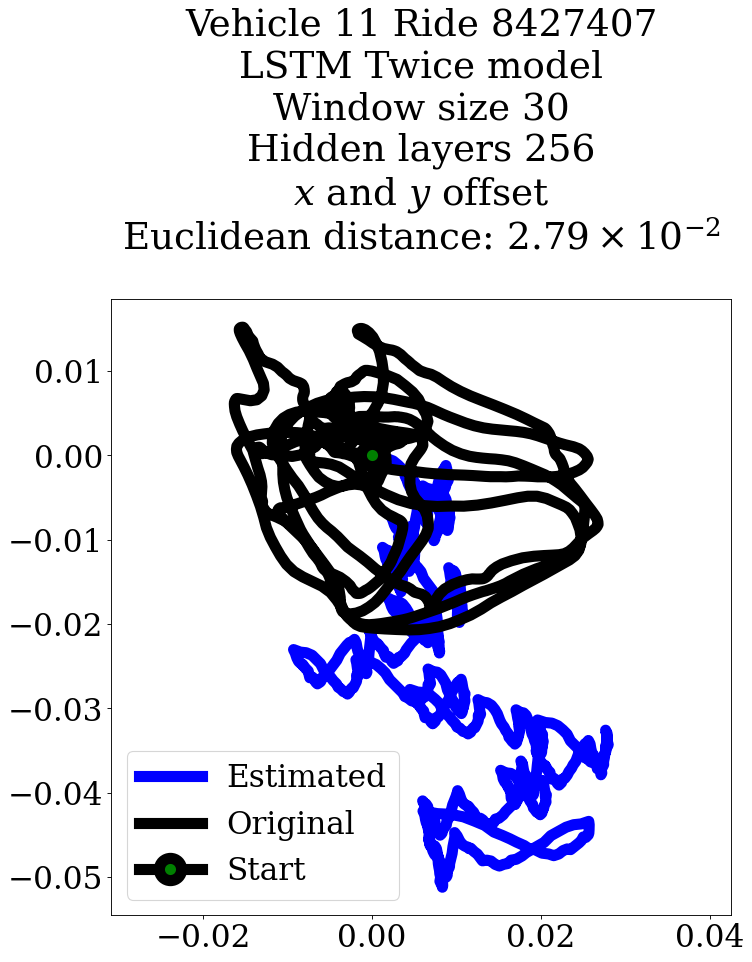 Vehicle 11 Ride 8427407
LSTM Twice model
Window size 30
Hidden layers 256
x and y offset
Euclidean distance: 2.79 × 10⁻²
0.01
0.00
−0.01
−0.02
−0.03
−0.04
−0.05
Estimated
Original
Start
−0.02 0.00 0.02 0.04